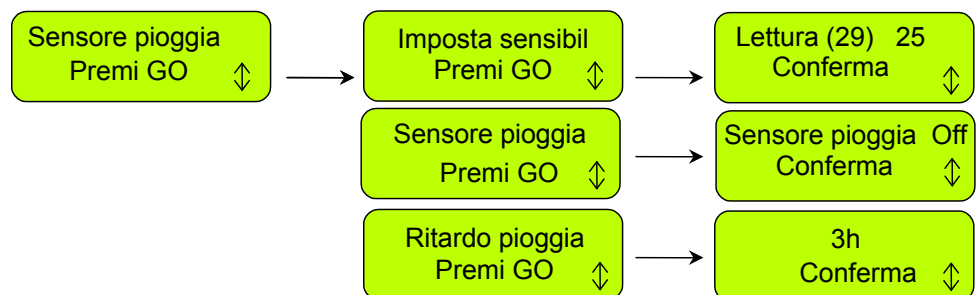 Sensore pioggia
Premi GO
Imposta sensibil
Premi GO
Lettura (29) 25
Conferma
Sensore pioggia
Premi GO
Sensore pioggia Off
Conferma
Ritardo pioggia
Premi GO
3h
Conferma